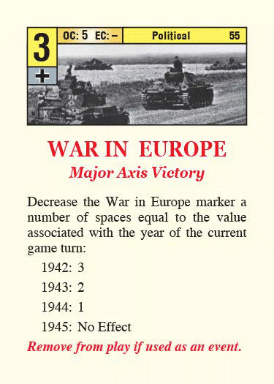 3 OC: 5 EC: – Political 55
+
WAR IN EUROPE
Major Axis Victory
Decrease the War in Europe marker a
number of spaces equal to the value
associated with the year of the current
game turn:
1942: 3
1943: 2
1944: 1
1945: No Effect
Remove from play if used as an event.